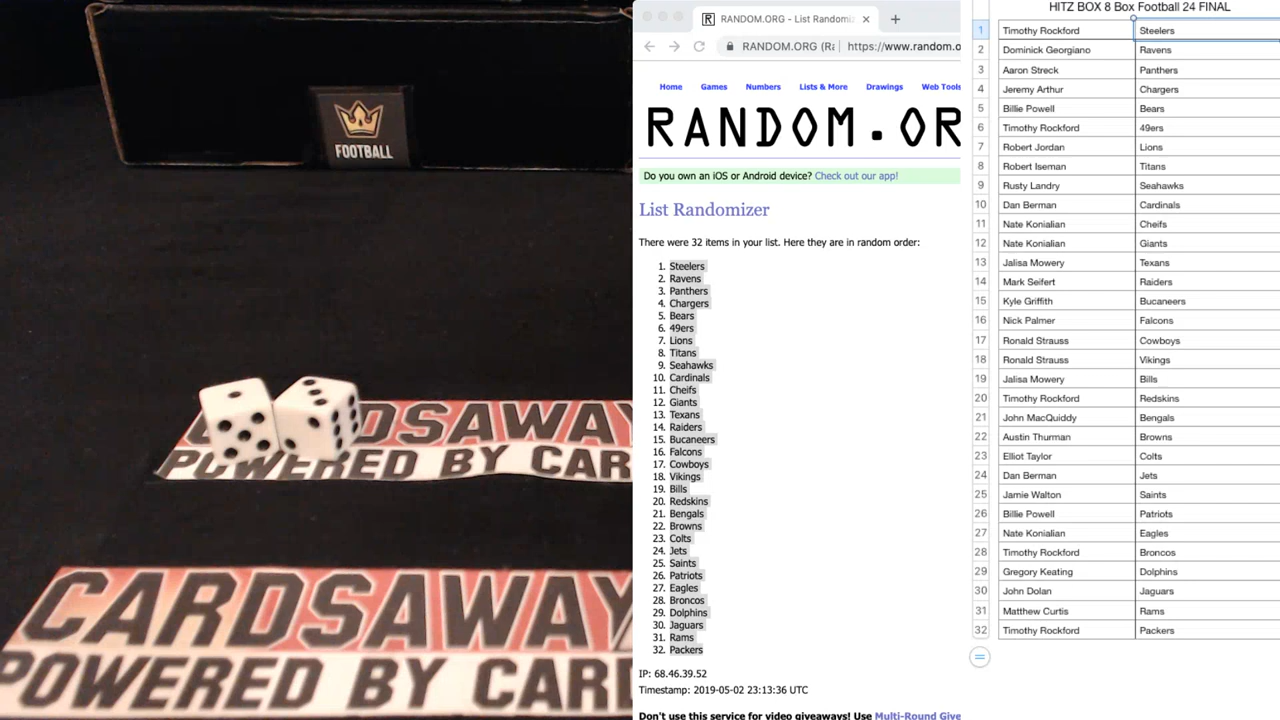 FOOTBALL
CARDSAWAY
POWERED BY CAR
CARDSAWAY
POWERED BY CARD
RANDOM.ORG - List Randomiz
RANDOM.ORG (Ra
https://www.random.o
Home Games Numbers Lists & More Drawings Web Tools
RANDOM.OR
Do you own an iOS or Android device? Check out our app!
List Randomizer
There were 32 items in your list. Here they are in random order:
1. Steelers
2. Ravens
3. Panthers
4. Chargers
5. Bears
6. 49ers
7. Lions
8. Titans
9. Seahawks
10. Cardinals
11. Cheifs
12. Giants
13. Texans
14. Raiders
15. Bucaneers
16. Falcons
17. Cowboys
18. Vikings
19. Bills
20. Redskins
21. Bengals
22. Browns
23. Colts
24. Jets
25. Saints
26. Patriots
27. Eagles
28. Broncos
29. Dolphins
30. Jaguars
31. Rams
32. Packers
IP: 68.46.39.52
Timestamp: 2019-05-02 23:13:36 UTC
Don't use this service for video giveaways! Use Multi-Round Give
HITZ BOX 8 Box Football 24 FINAL
1 Timothy Rockford Steelers
2 Dominick Georgiano Ravens
3 Aaron Streck Panthers
4 Jeremy Arthur Chargers
5 Billie Powell Bears
6 Timothy Rockford 49ers
7 Robert Jordan Lions
8 Robert Iseman Titans
9 Rusty Landry Seahawks
10 Dan Berman Cardinals
11 Nate Konialian Cheifs
12 Nate Konialian Giants
13 Jalisa Mowery Texans
14 Mark Seifert Raiders
15 Kyle Griffith Bucaneers
16 Nick Palmer Falcons
17 Ronald Strauss Cowboys
18 Ronald Strauss Vikings
19 Jalisa Mowery Bills
20 Timothy Rockford Redskins
21 John MacQuiddy Bengals
22 Austin Thurman Browns
23 Elliot Taylor Colts
24 Dan Berman Jets
25 Jamie Walton Saints
26 Billie Powell Patriots
27 Nate Konialian Eagles
28 Timothy Rockford Broncos
29 Gregory Keating Dolphins
30 John Dolan Jaguars
31 Matthew Curtis Rams
32 Timothy Rockford Packers